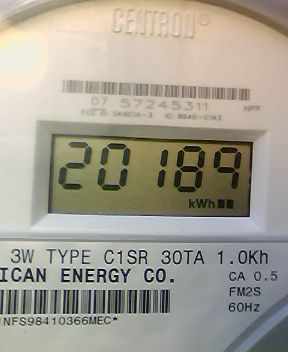 CENTRON®
07 57245311
20189
kWh
3W TYPE C1SR 30TA 1.0Kh
ICAN ENERGY CO.
CA 0.5
FM2S
60Hz
NFS98410366MEC*